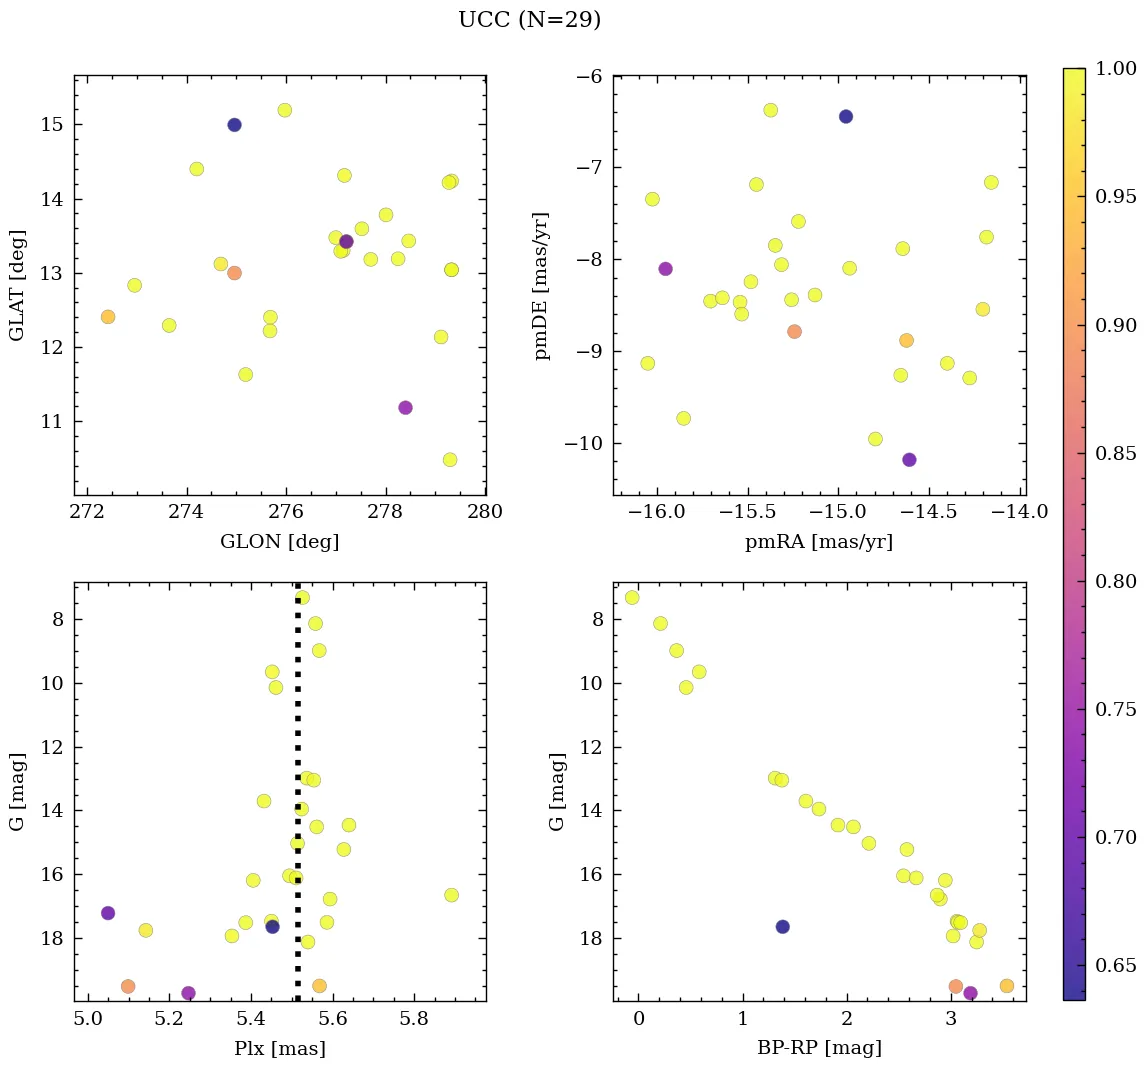 UCC (N=29)
15
14
13
12
11
GLAT [deg]
272 274 276 278 280
GLON [deg]
−6
−7
−8
−9
−10
pmDE [mas/yr]
−16.0 −15.5 −15.0 −14.5 −14.0
pmRA [mas/yr]
8
10
12
14
16
18
G [mag]
5.0 5.2 5.4 5.6 5.8
Plx [mas]
8
10
12
14
16
18
G [mag]
0 1 2 3
BP-RP [mag]
1.00
0.95
0.90
0.85
0.80
0.75
0.70
0.65